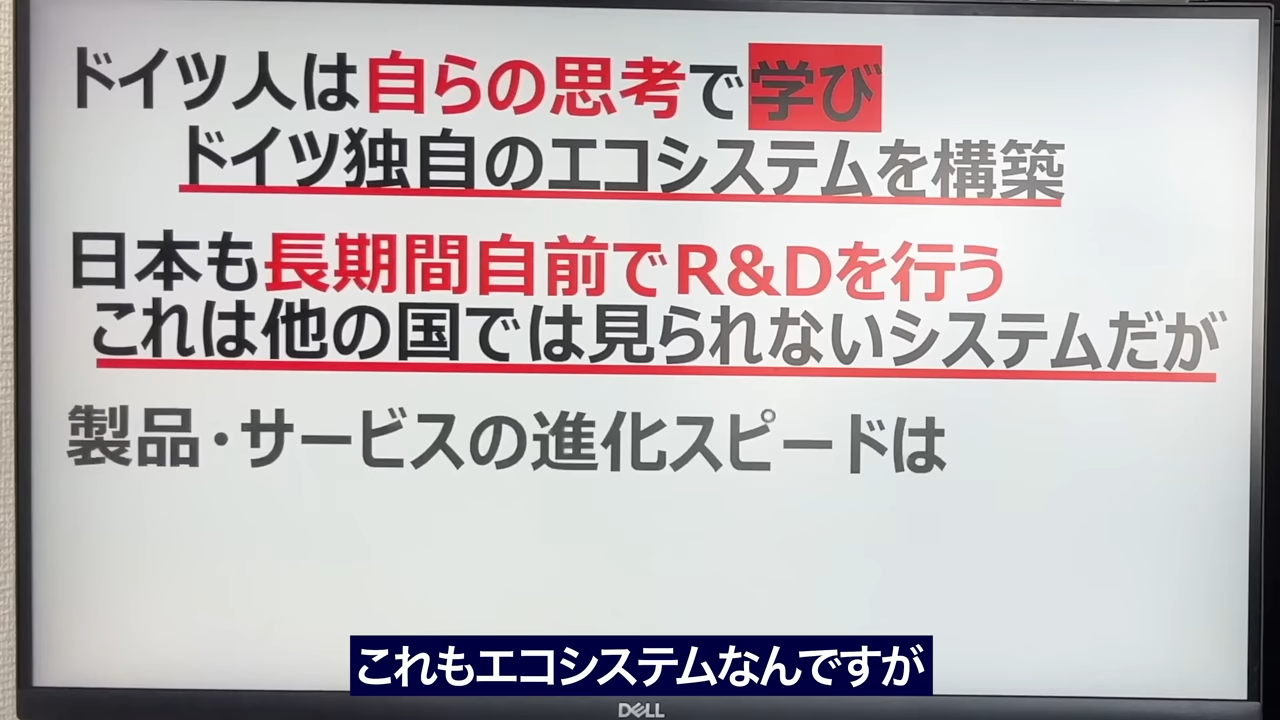 ドイツ人は自らの思考で学び
ドイツ独自のエコシステムを構築
日本も長期間自前でR&Dを行う
これは他の国では見られないシステムだが
製品・サービスの進化スピードは
これもエコシステムなんですが
DELL